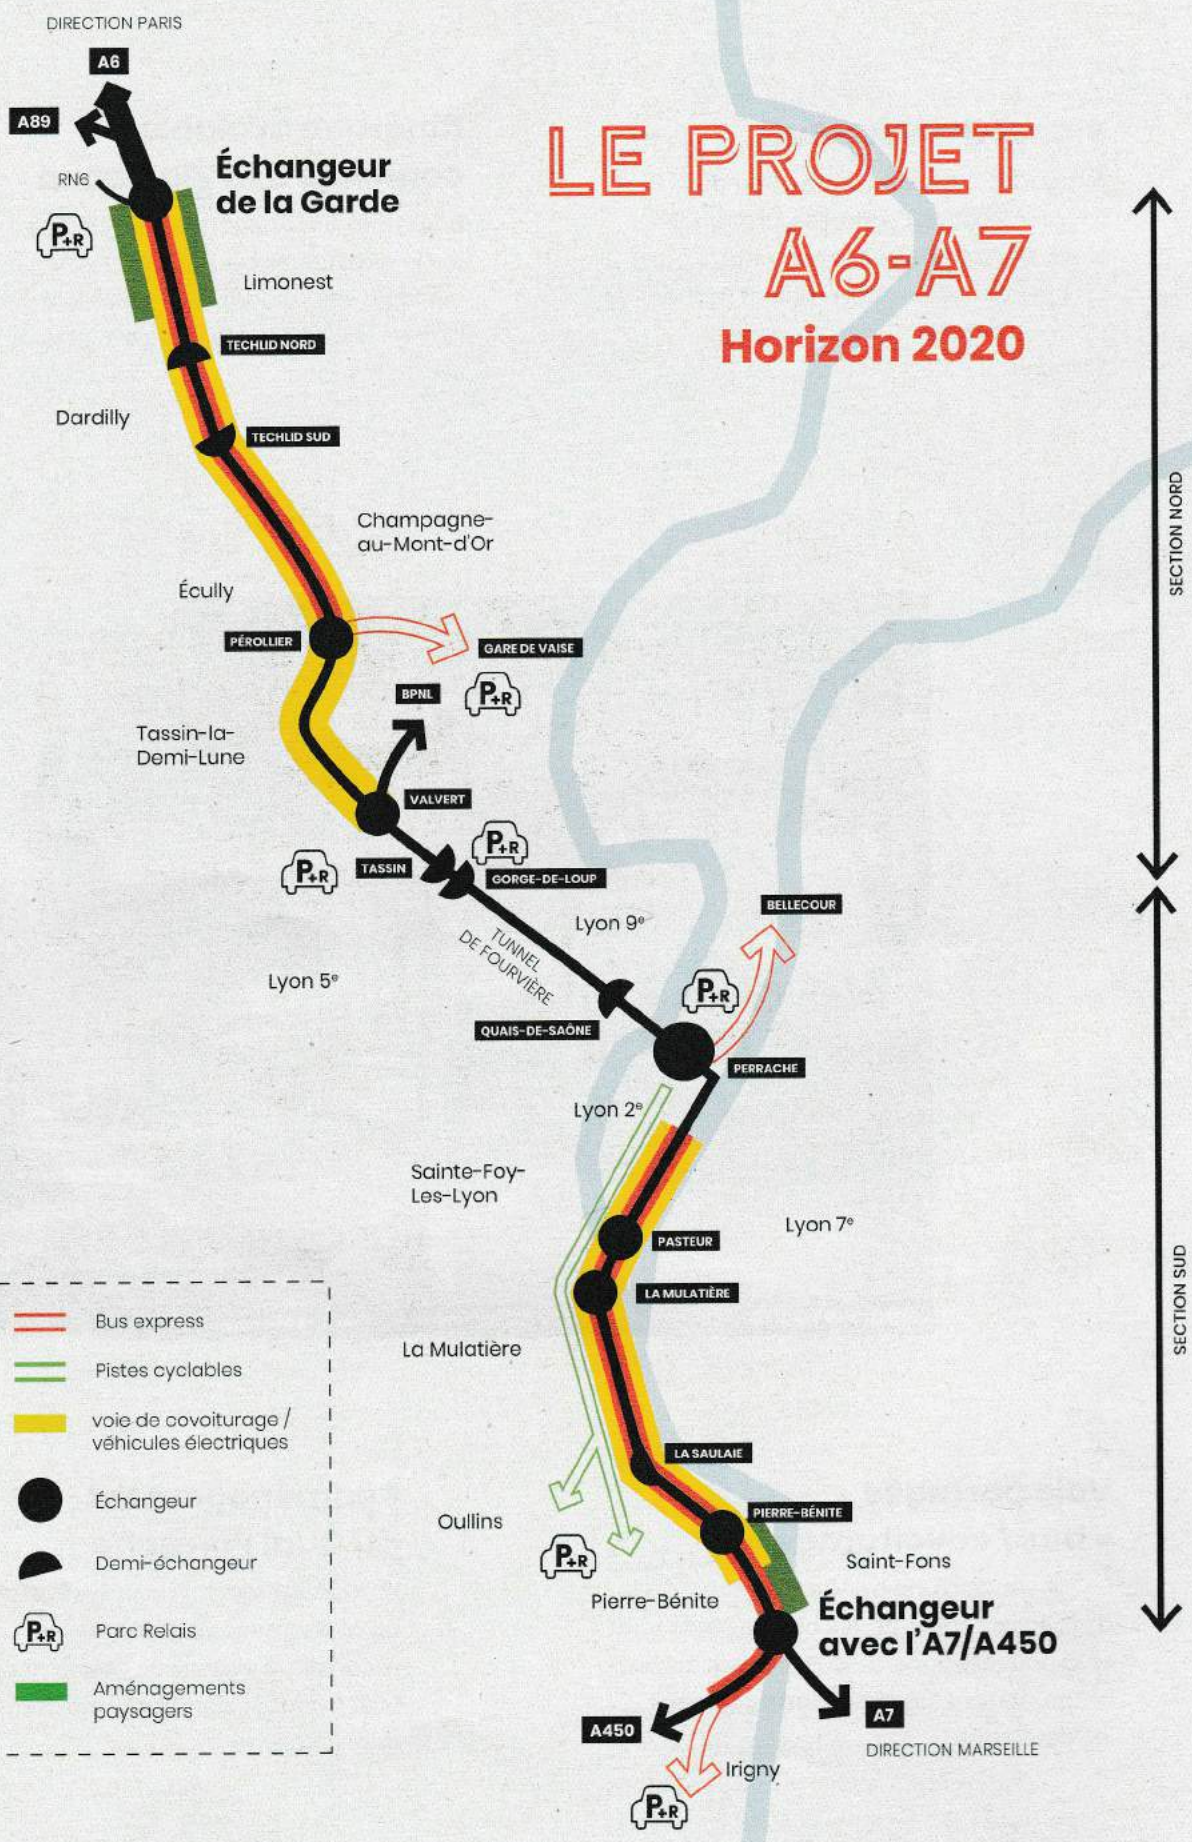 DIRECTION PARIS
A6
A89
RN6
P+R
Échangeur
de la Garde
LE PROJET
A6-A7
Horizon 2020
Limonest
TECHLID NORD
Dardilly
TECHLID SUD
SECTION NORD
Champagne-
au-Mont-d'Or
Écully
PÉROLLIER
GARE DE VAISE
P+R
BPNL
Tassin-la-
Demi-Lune
VALVERT
P+R
TASSIN
P+R
GORGE-DE-LOUP
BELLECOUR
Lyon 9e
TUNNEL
DE FOURVIÈRE
Lyon 5e
P+R
QUAIS-DE-SAÔNE
PERRACHE
Lyon 2e
Sainte-Foy-
Les-Lyon
Lyon 7e
PASTEUR
LA MULATIÈRE
SECTION SUD
La Mulatière
LA SAULAIE
PIERRE-BÉNITE
Oullins
P+R
Saint-Fons
Pierre-Bénite
Échangeur
avec l'A7/A450
A450
A7
DIRECTION MARSEILLE
Irigny
P+R
Bus express
Pistes cyclables
voie de covoiturage /
véhicules électriques
Échangeur
Demi-échangeur
P+R
Parc Relais
Aménagements
paysagers